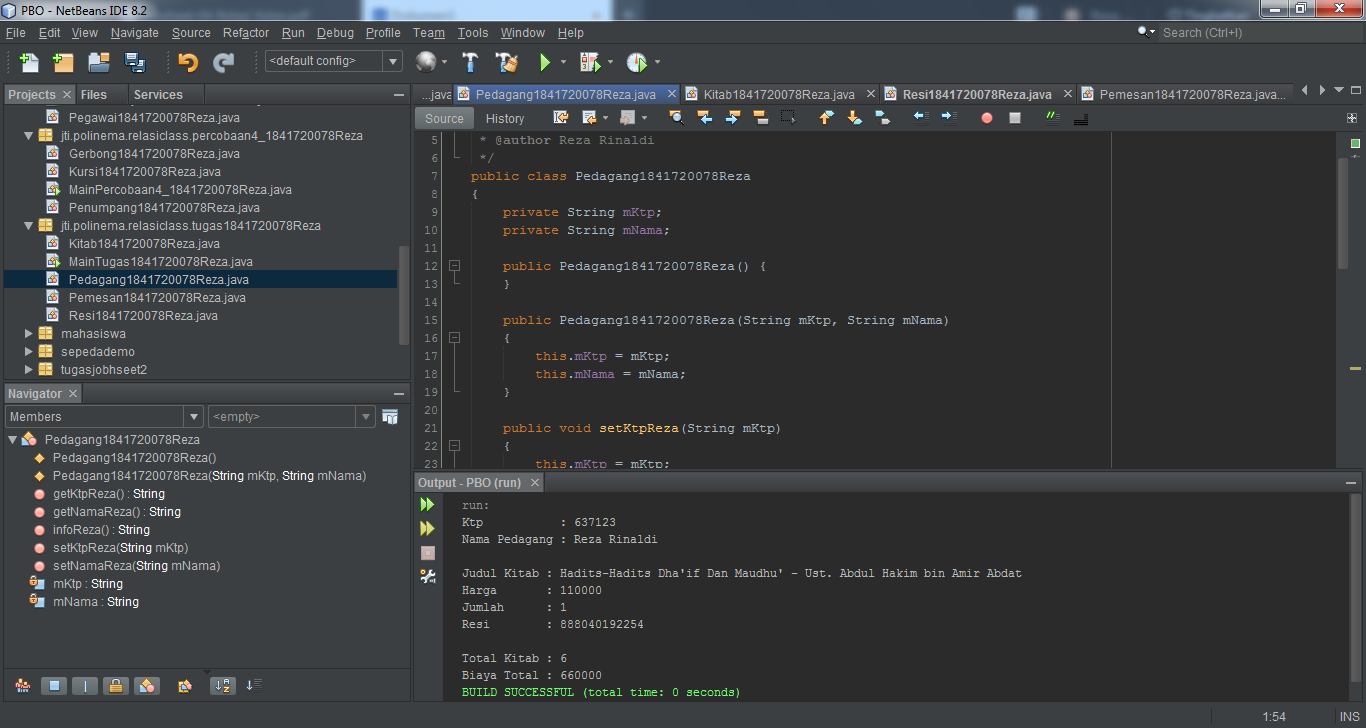 PBO - NetBeans IDE 8.2
File Edit View Navigate Source Refactor Run Debug Profile Team Tools Window Help
Search (Ctrl+I)
<default config>
Projects Files Services
Pegawai1841720078Reza.java
jti.polinema.relasiclass.percobaan4_1841720078Reza
Gerbong1841720078Reza.java
Kursi1841720078Reza.java
MainPercobaan4_1841720078Reza.java
Penumpang1841720078Reza.java
jti.polinema.relasiclass.tugas1841720078Reza
Kitab1841720078Reza.java
MainTugas1841720078Reza.java
Pedagang1841720078Reza.java
Pemesan1841720078Reza.java
Resi1841720078Reza.java
mahasiswa
sepedademo
tugasjobhseet2
Navigator
Members <empty>
Pedagang1841720078Reza
Pedagang1841720078Reza()
Pedagang1841720078Reza(String mKtp, String mNama)
getKtpReza() : String
getNamaReza() : String
infoReza() : String
setKtpReza(String mKtp)
setNamaReza(String mNama)
mKtp : String
mNama : String
...java Pedagang1841720078Reza.java Kitab1841720078Reza.java Resi1841720078Reza.java Pemesan1841720078Reza.java...
Source History
5 * @author Reza Rinaldi
6 */
7 public class Pedagang1841720078Reza
8 {
9 private String mKtp;
10 private String mNama;
11
12 public Pedagang1841720078Reza() {
13 }
14
15 public Pedagang1841720078Reza(String mKtp, String mNama)
16 {
17 this.mKtp = mKtp;
18 this.mNama = mNama;
19 }
20
21 public void setKtpReza(String mKtp)
22 {
23 this.mKtp = mKtp;
Output - PBO (run)
run:
Ktp : 637123
Nama Pedagang : Reza Rinaldi
Judul Kitab : Hadits-Hadits Dha'if Dan Maudhu' - Ust. Abdul Hakim bin Amir Abdat
Harga : 110000
Jumlah : 1
Resi : 888040192254
Total Kitab : 6
Biaya Total : 660000
BUILD SUCCESSFUL (total time: 0 seconds)
1:54 INS